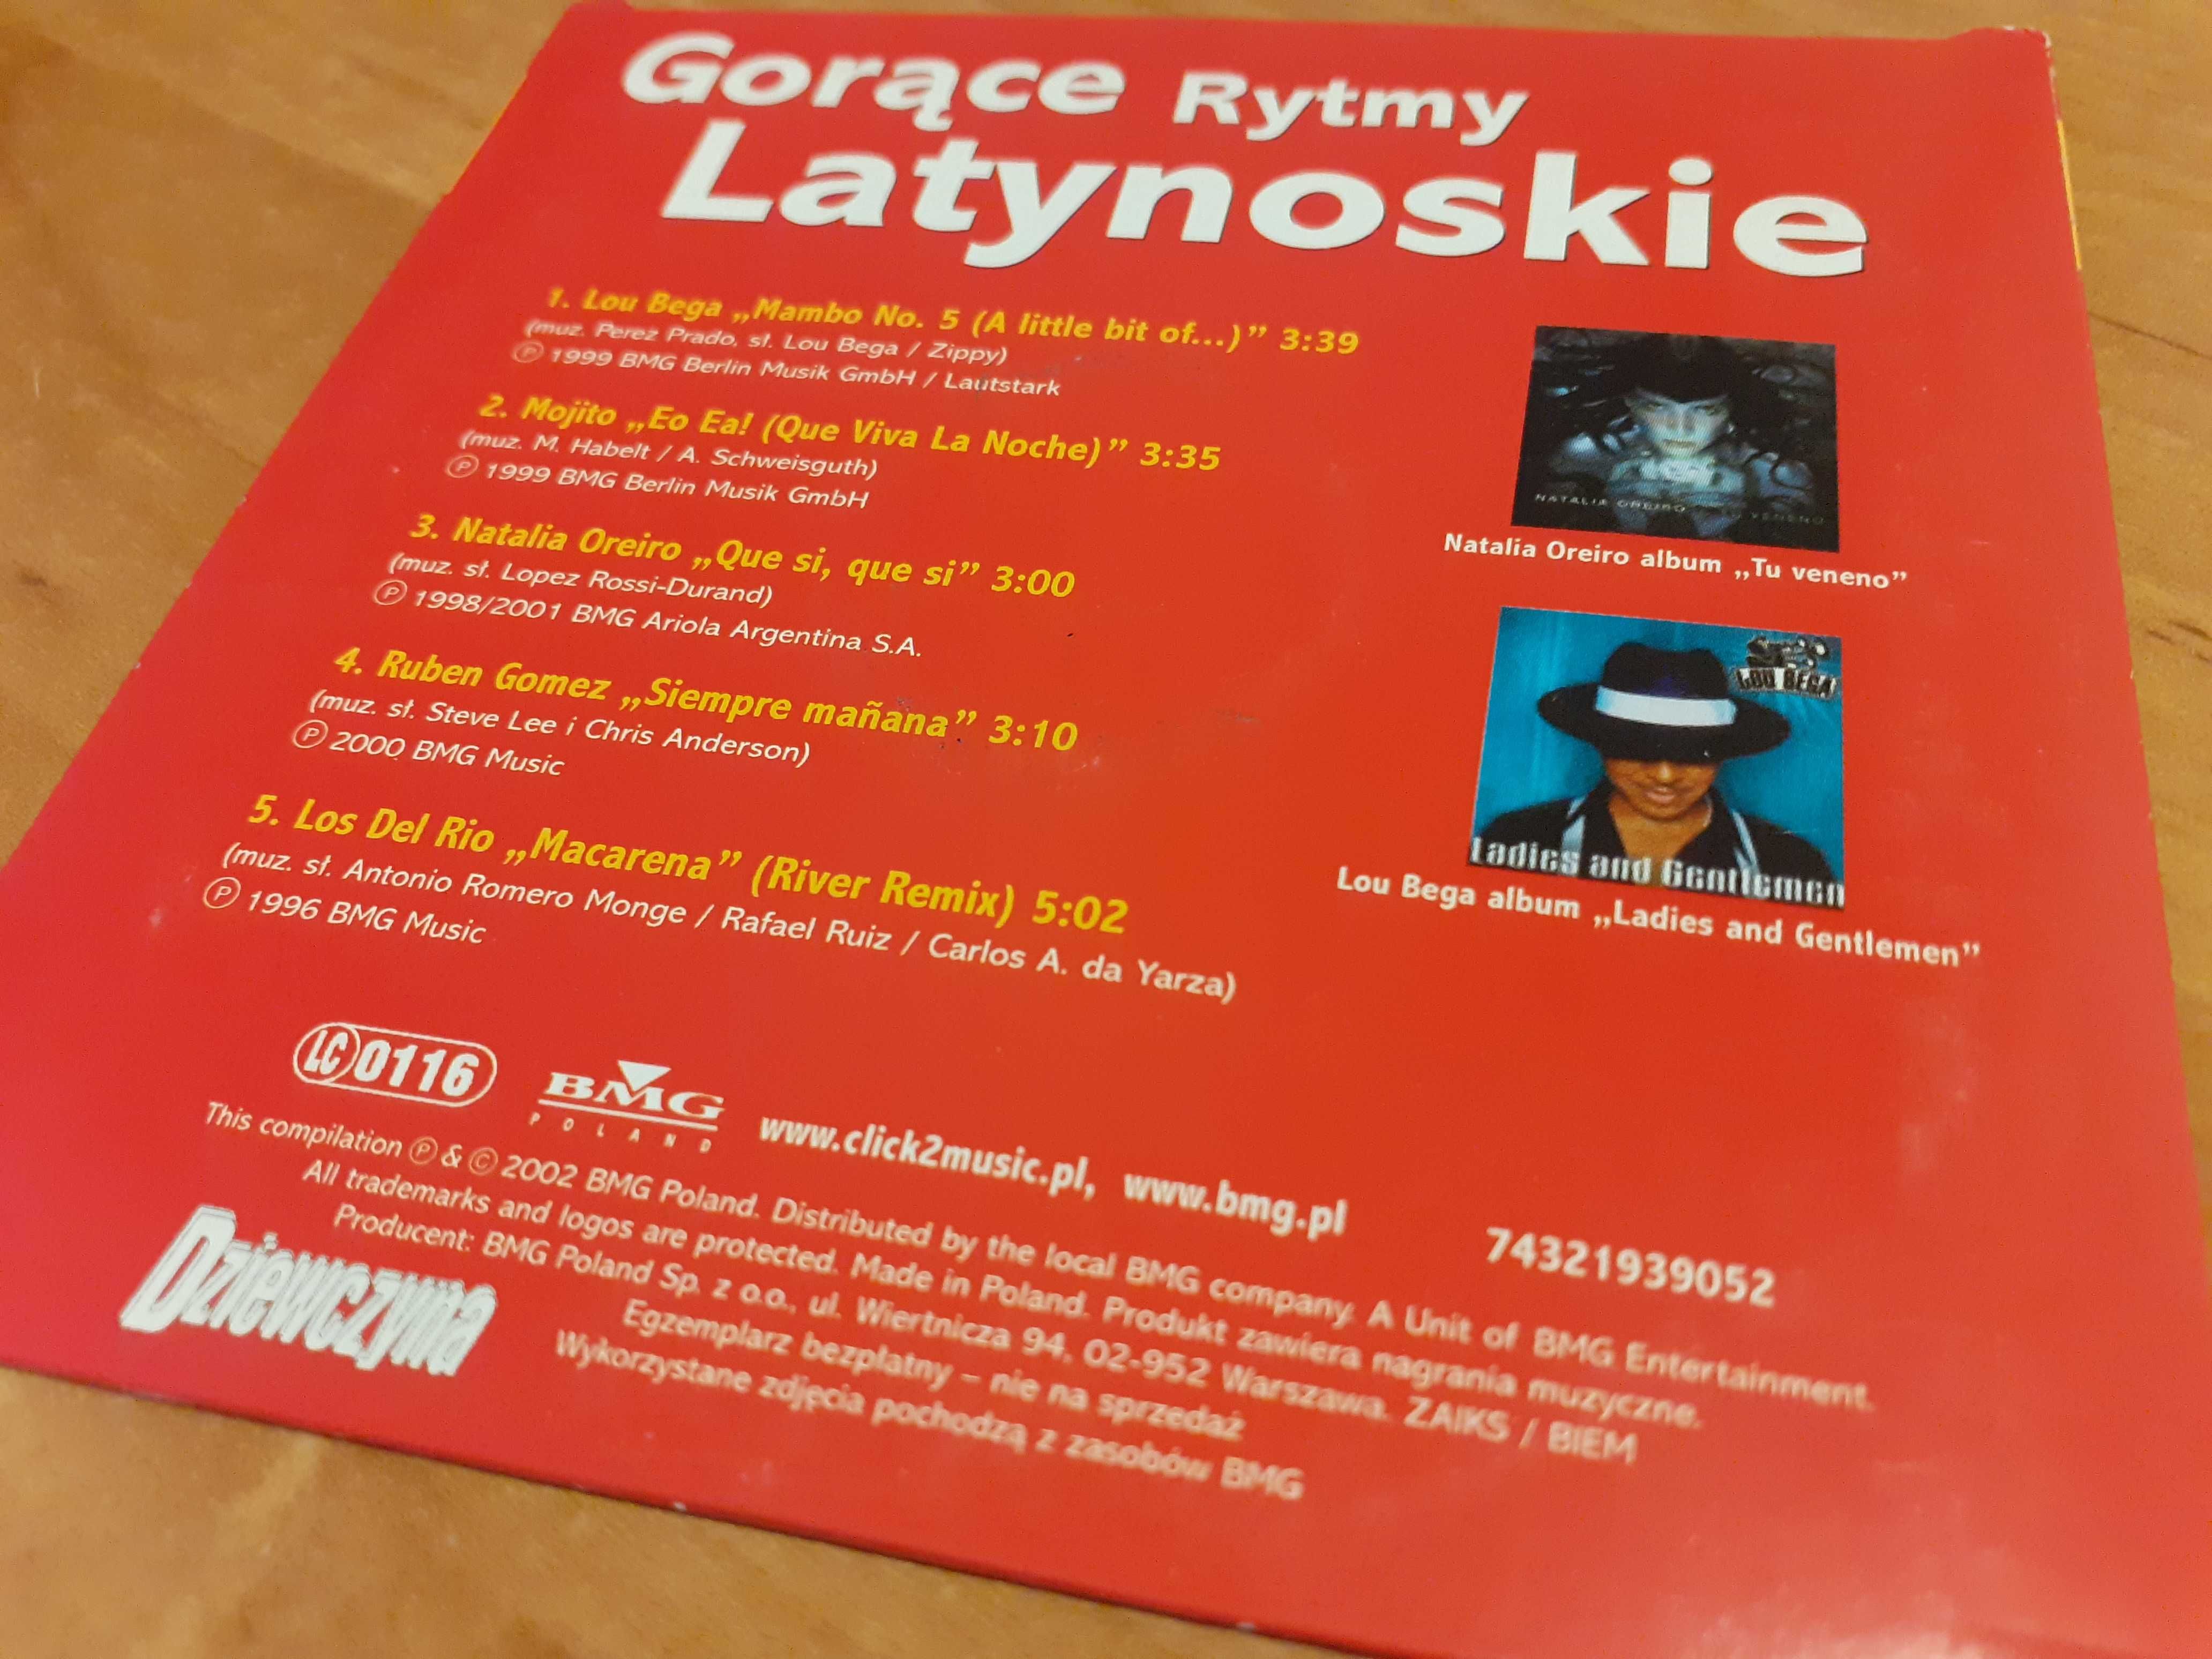 Gorące Rytmy
Latynoskie
1. Lou Bega „Mambo No. 5 (A little bit of...)” 3:39
(muz. Perez Prado, sł. Lou Bega / Zippy)
℗ 1999 BMG Berlin Musik GmbH / Lautstark
2. Mojito „Eo Ea! (Que Viva La Noche)” 3:35
(muz. M. Habelt / A. Schweisguth)
℗ 1999 BMG Berlin Musik GmbH
3. Natalia Oreiro „Que si, que si” 3:00
(muz. sł. Lopez Rossi-Durand)
℗ 1998/2001 BMG Ariola Argentina S.A.
4. Ruben Gomez „Siempre mañana” 3:10
(muz. sł. Steve Lee i Chris Anderson)
℗ 2000 BMG Music
5. Los Del Rio „Macarena” (River Remix) 5:02
(muz. sł. Antonio Romero Monge / Rafael Ruiz / Carlos A. da Yarza)
℗ 1996 BMG Music
NATALIA OREIRO TU VENENO
Natalia Oreiro album „Tu veneno”
LOU BEGA
Ladies and Gentlemen
Lou Bega album „Ladies and Gentlemen”
LC 0116
BMG
POLAND
www.click2music.pl, www.bmg.pl
74321939052
This compilation ℗ & © 2002 BMG Poland. Distributed by the local BMG company. A Unit of BMG Entertainment.
All trademarks and logos are protected. Made in Poland. Produkt zawiera nagrania muzyczne.
Producent: BMG Poland Sp. z o.o., ul. Wiertnicza 94, 02-952 Warszawa. ZAIKS / BIEM
Egzemplarz bezpłatny – nie na sprzedaż
Wykorzystane zdjęcia pochodzą z zasobów BMG
Dziewczyna